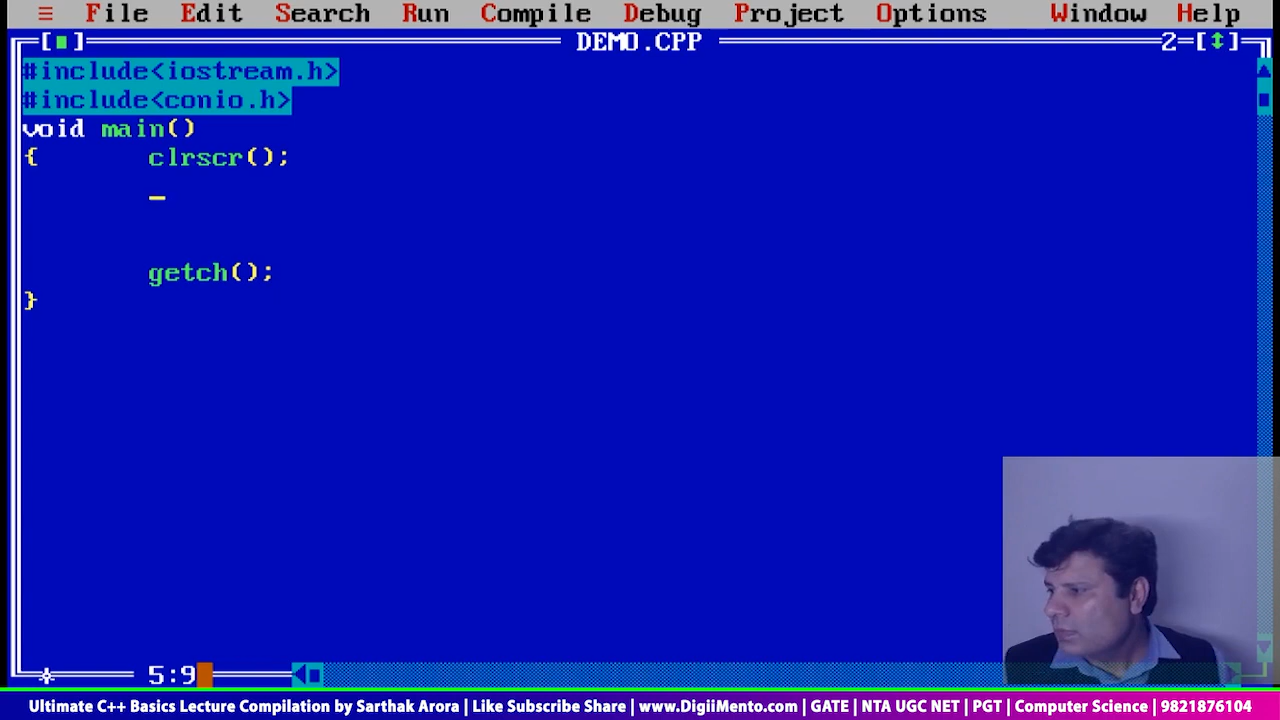 ≡ File Edit Search Run Compile Debug Project Options Window Help
[■] DEMO.CPP 2=[↕]
#include<iostream.h>
#include<conio.h>
void main()
{ clrscr();
getch();
}
5:9
Ultimate C++ Basics Lecture Compilation by Sarthak Arora | Like Subscribe Share | www.DigiiMento.com | GATE | NTA UGC NET | PGT | Computer Science | 9821876104